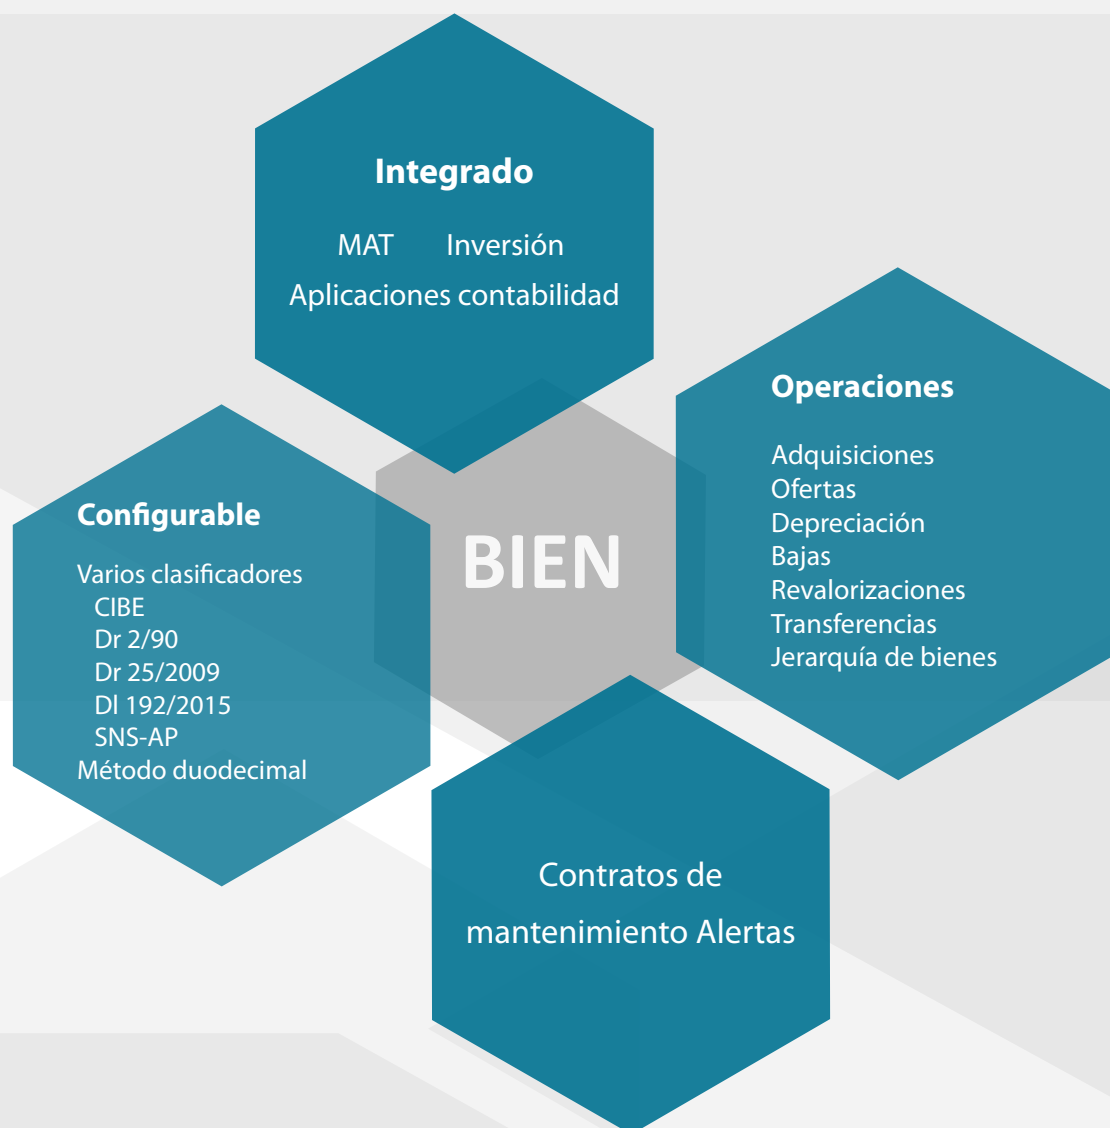 Integrado
MAT Inversión
Aplicaciones contabilidad
Operaciones
Adquisiciones
Ofertas
Depreciación
Bajas
Revalorizaciones
Transferencias
Jerarquía de bienes
Configurable
Varios clasificadores
CIBE
Dr 2/90
Dr 25/2009
Dl 192/2015
SNS-AP
Método duodecimal
BIEN
Contratos de
mantenimiento Alertas